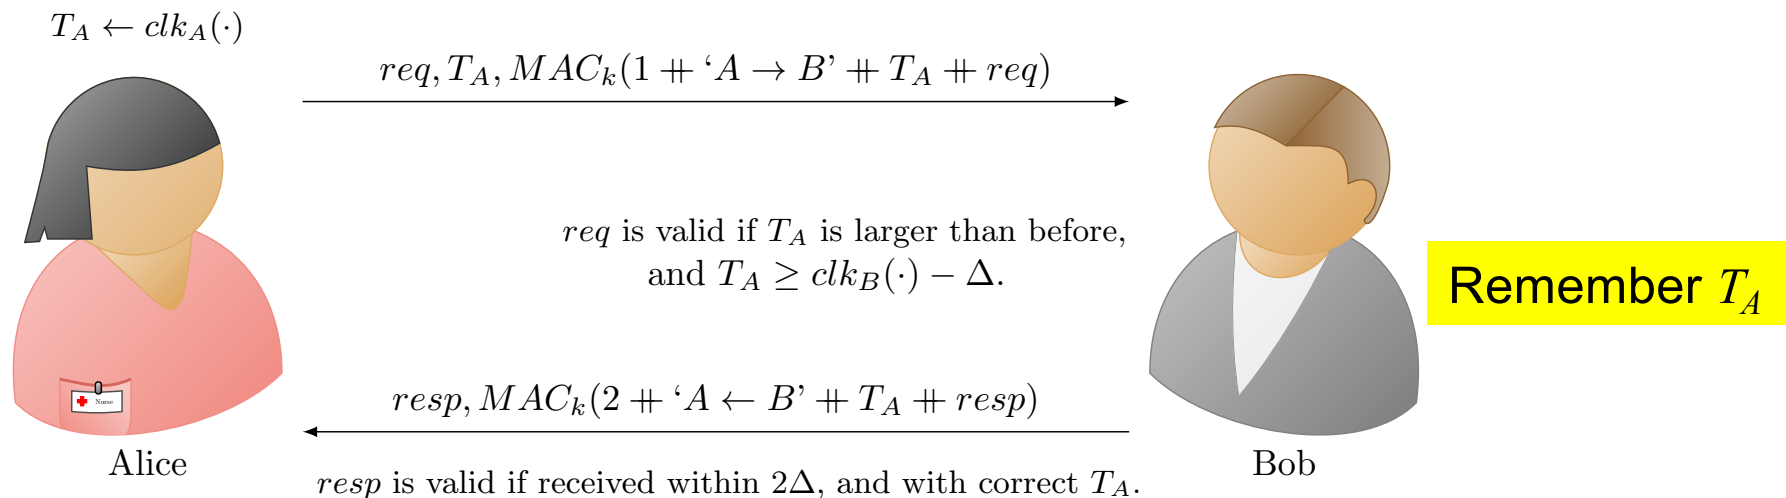 T_A ← clk_A(·)
req, T_A, MAC_k(1 ⧺ ‘A → B’ ⧺ T_A ⧺ req)
req is valid if T_A is larger than before,
and T_A ≥ clk_B(·) − Δ.
Remember T_A
Nurse
resp, MAC_k(2 ⧺ ‘A ← B’ ⧺ T_A ⧺ resp)
Alice
Bob
resp is valid if received within 2Δ, and with correct T_A.